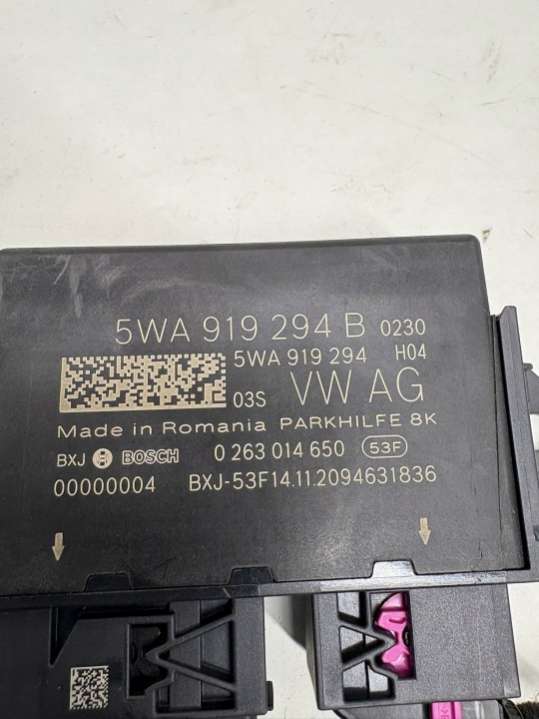 5WA 919 294 B 0230
5WA 919 294 H04
03S VW AG
Made in Romania PARKHILFE 8K
BXJ BOSCH 0 263 014 650 53F
00000004 BXJ-53F14.11.2094631836